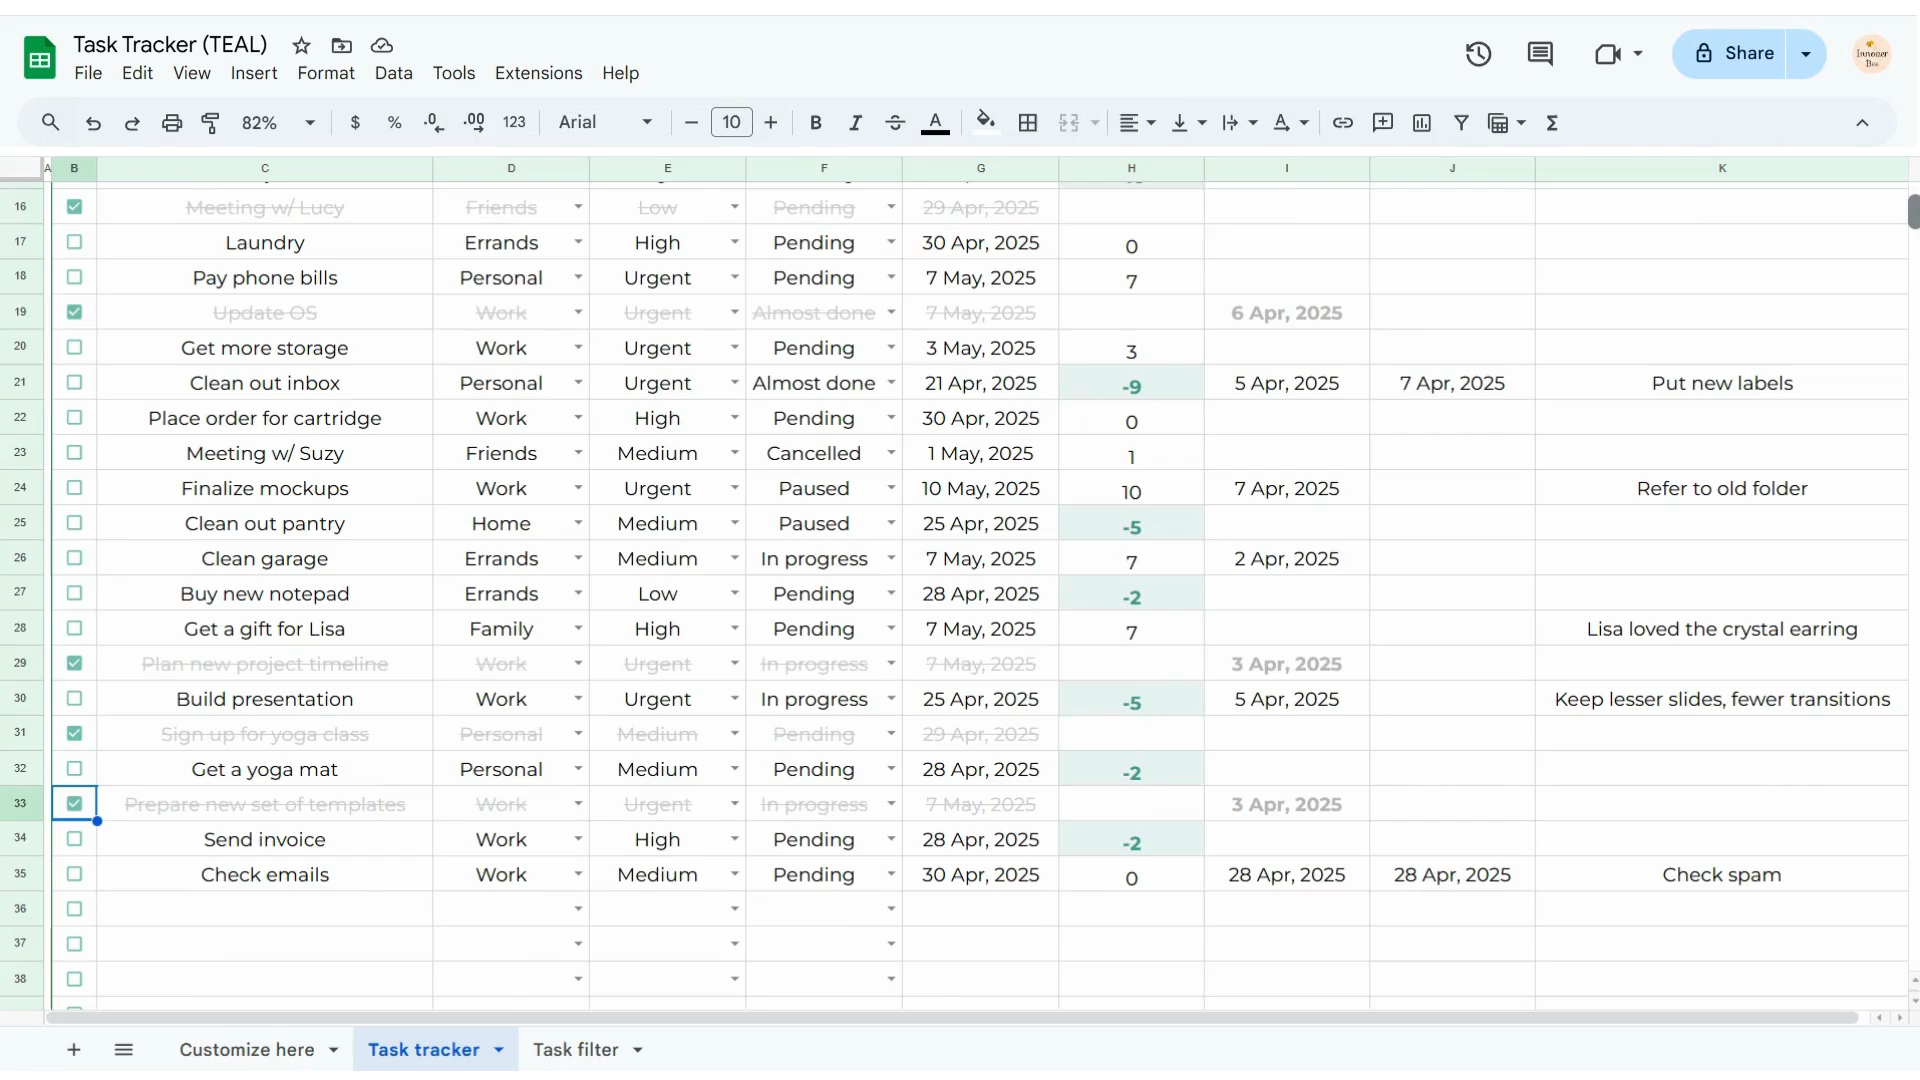 Task Tracker (TEAL)
File Edit View Insert Format Data Tools Extensions Help
Share
Innover Bee
82% $ % .0 .00 123 Arial 10 B I A
A B C D E F G H I J K
16 Meeting w/ Lucy Friends Low Pending 29 Apr, 2025
17 Laundry Errands High Pending 30 Apr, 2025 0
18 Pay phone bills Personal Urgent Pending 7 May, 2025 7
19 Update OS Work Urgent Almost done 7 May, 2025 6 Apr, 2025
20 Get more storage Work Urgent Pending 3 May, 2025 3
21 Clean out inbox Personal Urgent Almost done 21 Apr, 2025 -9 5 Apr, 2025 7 Apr, 2025 Put new labels
22 Place order for cartridge Work High Pending 30 Apr, 2025 0
23 Meeting w/ Suzy Friends Medium Cancelled 1 May, 2025 1
24 Finalize mockups Work Urgent Paused 10 May, 2025 10 7 Apr, 2025 Refer to old folder
25 Clean out pantry Home Medium Paused 25 Apr, 2025 -5
26 Clean garage Errands Medium In progress 7 May, 2025 7 2 Apr, 2025
27 Buy new notepad Errands Low Pending 28 Apr, 2025 -2
28 Get a gift for Lisa Family High Pending 7 May, 2025 7 Lisa loved the crystal earring
29 Plan new project timeline Work Urgent In progress 7 May, 2025 3 Apr, 2025
30 Build presentation Work Urgent In progress 25 Apr, 2025 -5 5 Apr, 2025 Keep lesser slides, fewer transitions
31 Sign up for yoga class Personal Medium Pending 29 Apr, 2025
32 Get a yoga mat Personal Medium Pending 28 Apr, 2025 -2
33 Prepare new set of templates Work Urgent In progress 7 May, 2025 3 Apr, 2025
34 Send invoice Work High Pending 28 Apr, 2025 -2
35 Check emails Work Medium Pending 30 Apr, 2025 0 28 Apr, 2025 28 Apr, 2025 Check spam
36
37
38
Customize here Task tracker Task filter